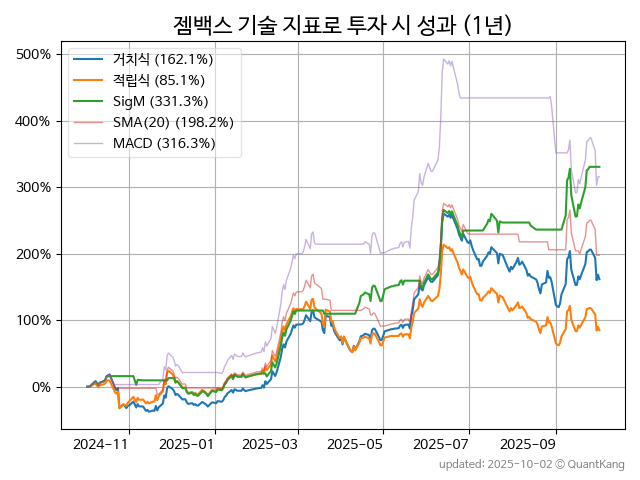 젬백스 기술 지표로 투자 시 성과 (1년)
500%
400%
300%
200%
100%
0%
거치식 (162.1%)
적립식 (85.1%)
SigM (331.3%)
SMA(20) (198.2%)
MACD (316.3%)
2024-11
2025-01
2025-03
2025-05
2025-07
2025-09
updated: 2025-10-02 © QuantKang